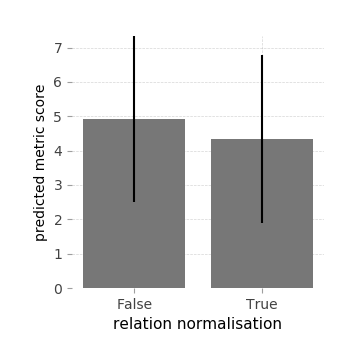 predicted metric score
7
6
5
4
3
2
1
0
False
True
relation normalisation